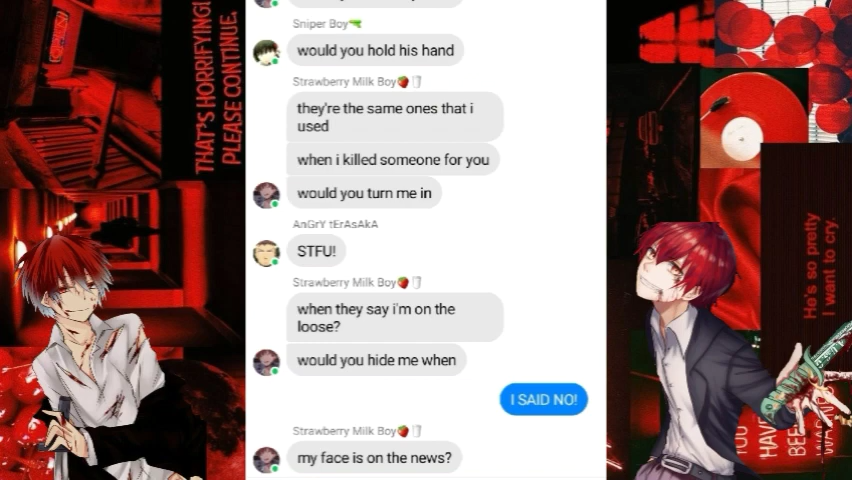 THAT'S HORRIFYING!
PLEASE CONTINUE.
Sniper Boy
would you hold his hand
Strawberry Milk Boy🍓🥛
they're the same ones that i
used
when i killed someone for you
would you turn me in
AnGrY tErAsAkA
STFU!
Strawberry Milk Boy🍓🥛
when they say i'm on the
loose?
would you hide me when
I SAID NO!
Strawberry Milk Boy🍓🥛
my face is on the news?
He's so pretty
I want to cry.
YOU
HAVE